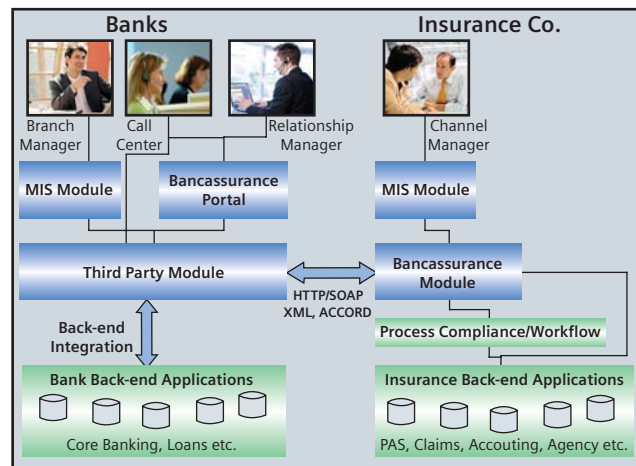 Banks
Insurance Co.
Branch
Manager
Call
Center
Relationship
Manager
Channel
Manager
MIS Module
Bancassurance
Portal
MIS Module
Third Party Module
HTTP/SOAP
XML, ACCORD
Bancassurance
Module
Back-end
Integration
Process Compliance/Workflow
Bank Back-end Applications
Core Banking, Loans etc.
Insurance Back-end Applications
PAS, Claims, Accouting, Agency etc.